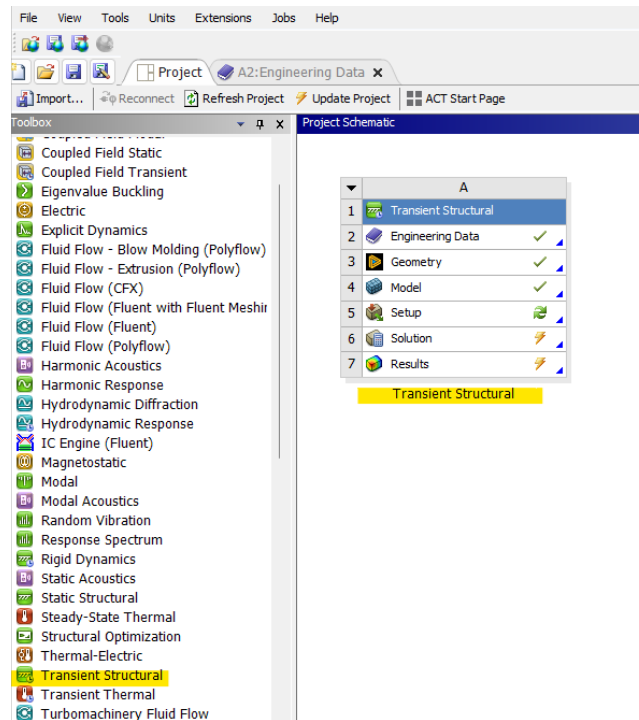 File View Tools Units Extensions Jobs Help
Project A2:Engineering Data
Import... Reconnect Refresh Project Update Project ACT Start Page
Toolbox
Coupled Field Static
Coupled Field Transient
Eigenvalue Buckling
Electric
Explicit Dynamics
Fluid Flow - Blow Molding (Polyflow)
Fluid Flow - Extrusion (Polyflow)
Fluid Flow (CFX)
Fluid Flow (Fluent with Fluent Meshir
Fluid Flow (Fluent)
Fluid Flow (Polyflow)
Harmonic Acoustics
Harmonic Response
Hydrodynamic Diffraction
Hydrodynamic Response
IC Engine (Fluent)
Magnetostatic
Modal
Modal Acoustics
Random Vibration
Response Spectrum
Rigid Dynamics
Static Acoustics
Static Structural
Steady-State Thermal
Structural Optimization
Thermal-Electric
Transient Structural
Transient Thermal
Turbomachinery Fluid Flow
Project Schematic
A
1 Transient Structural
2 Engineering Data
3 Geometry
4 Model
5 Setup
6 Solution
7 Results
Transient Structural